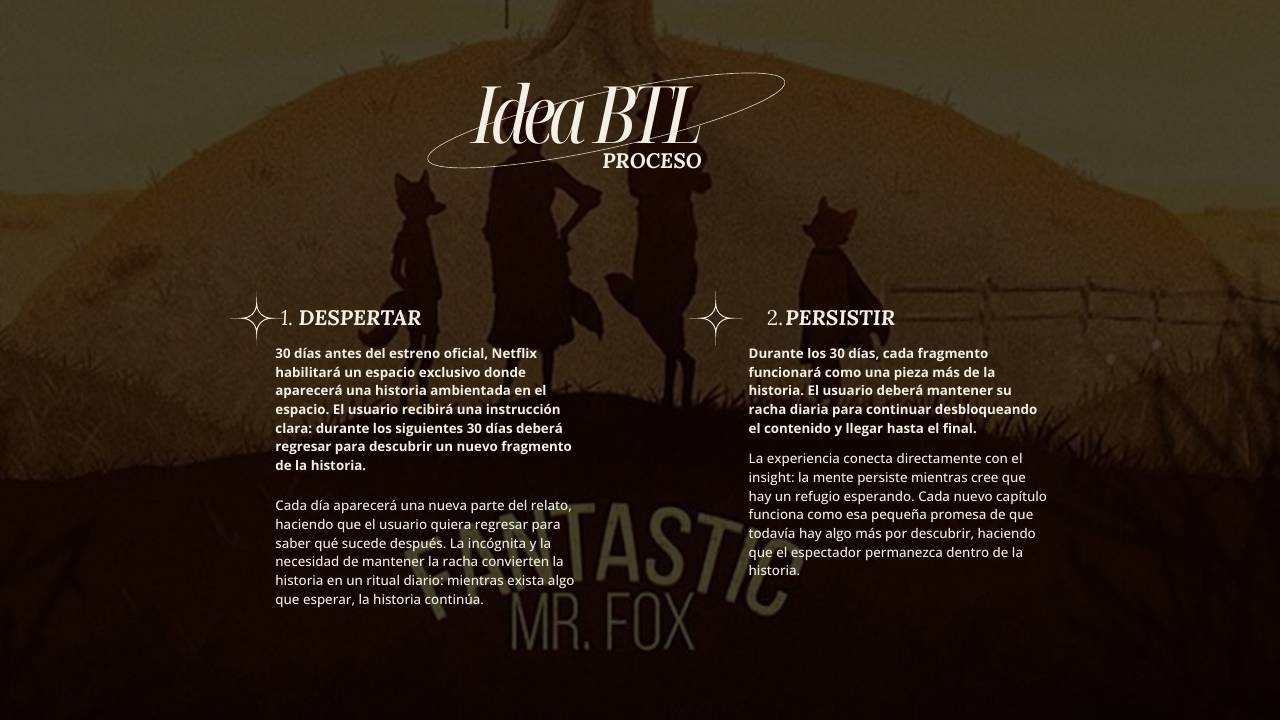 Idea BTL
PROCESO
1. DESPERTAR
30 días antes del estreno oficial, Netflix
habilitará un espacio exclusivo donde
aparecerá una historia ambientada en el
espacio. El usuario recibirá una instrucción
clara: durante los siguientes 30 días deberá
regresar para descubrir un nuevo fragmento
de la historia.
Cada día aparecerá una nueva parte del relato,
haciendo que el usuario quiera regresar para
saber qué sucede después. La incógnita y la
necesidad de mantener la racha convierten la
historia en un ritual diario: mientras exista algo
que esperar, la historia continúa.
2. PERSISTIR
Durante los 30 días, cada fragmento
funcionará como una pieza más de la
historia. El usuario deberá mantener su
racha diaria para continuar desbloqueando
el contenido y llegar hasta el final.
La experiencia conecta directamente con el
insight: la mente persiste mientras cree que
hay un refugio esperando. Cada nuevo capítulo
funciona como esa pequeña promesa de que
todavía hay algo más por descubrir, haciendo
que el espectador permanezca dentro de la
historia.
FANTASTIC
MR. FOX